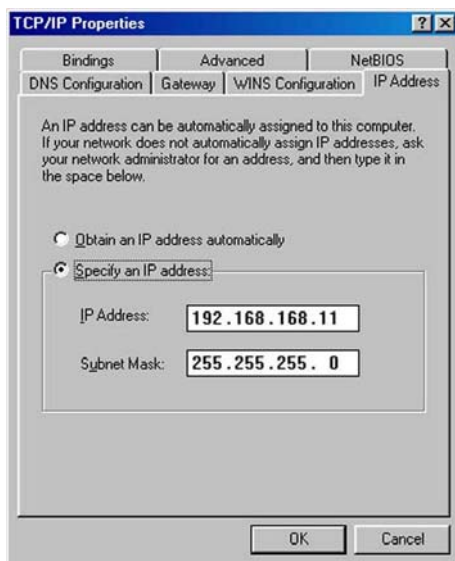 TCP/IP Properties
? ×
Bindings Advanced NetBIOS
DNS Configuration Gateway WINS Configuration IP Address
An IP address can be automatically assigned to this computer.
If your network does not automatically assign IP addresses, ask
your network administrator for an address, and then type it in
the space below.
Obtain an IP address automatically
Specify an IP address:
IP Address: 192.168.168.11
Subnet Mask: 255.255.255. 0
OK Cancel